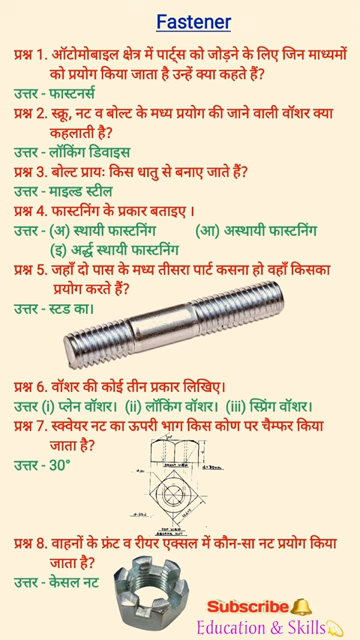 Fastener
प्रश्न 1. ऑटोमोबाइल क्षेत्र में पार्ट्स को जोड़ने के लिए जिन माध्यमों
को प्रयोग किया जाता है उन्हें क्या कहते हैं?
उत्तर - फास्टनर्स
प्रश्न 2. स्क्रू, नट व बोल्ट के मध्य प्रयोग की जाने वाली वॉशर क्या
कहलाती है?
उत्तर - लॉकिंग डिवाइस
प्रश्न 3. बोल्ट प्रायः किस धातु से बनाए जाते हैं?
उत्तर - माइल्ड स्टील
प्रश्न 4. फास्टनिंग के प्रकार बताइए ।
उत्तर - (अ) स्थायी फास्टनिंग (आ) अस्थायी फास्टनिंग
(इ) अर्द्ध स्थायी फास्टनिंग
प्रश्न 5. जहाँ दो पास के मध्य तीसरा पार्ट कसना हो वहाँ किसका
प्रयोग करते हैं?
उत्तर - स्टड का।
प्रश्न 6. वॉशर की कोई तीन प्रकार लिखिए।
उत्तर (i) प्लेन वॉशर। (ii) लॉकिंग वॉशर। (iii) स्प्रिंग वॉशर।
प्रश्न 7. स्क्वेयर नट का ऊपरी भाग किस कोण पर चैम्फर किया
जाता है?
उत्तर - 30°
FRONT VIEW
TOP VIEW
प्रश्न 8. वाहनों के फ्रंट व रीयर एक्सल में कौन-सा नट प्रयोग किया
जाता है?
उत्तर - केसल नट
Subscribe
Education & Skills